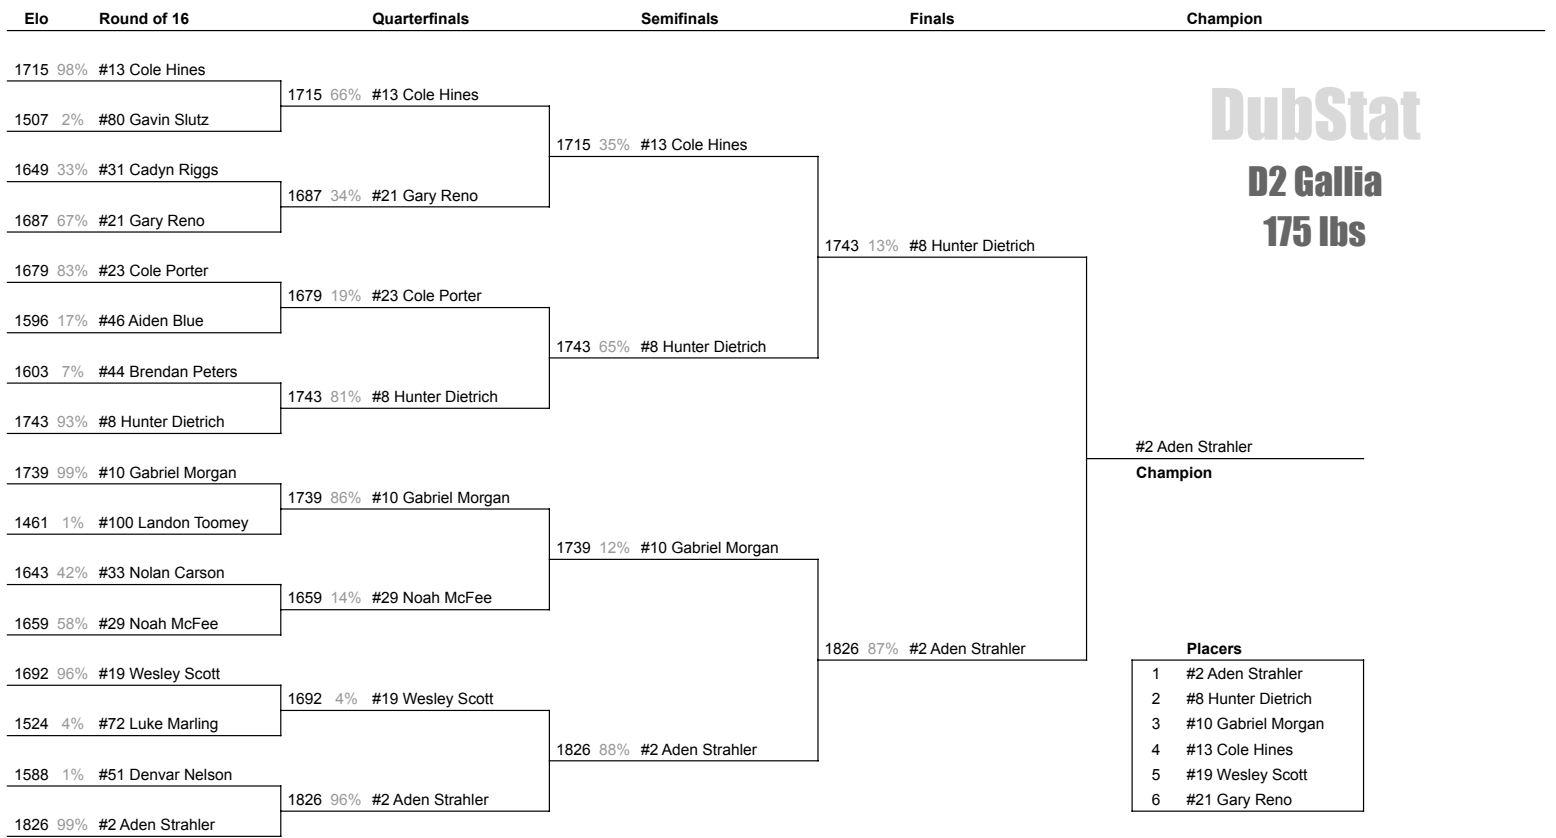 Elo Round of 16 Quarterfinals Semifinals Finals Champion
1715 98% #13 Cole Hines
1715 66% #13 Cole Hines
1507 2% #80 Gavin Slutz
DubStat
1715 35% #13 Cole Hines
1649 33% #31 Cadyn Riggs
D2 Gallia
1687 34% #21 Gary Reno
1687 67% #21 Gary Reno
175 lbs
1743 13% #8 Hunter Dietrich
1679 83% #23 Cole Porter
1679 19% #23 Cole Porter
1596 17% #46 Aiden Blue
1743 65% #8 Hunter Dietrich
1603 7% #44 Brendan Peters
1743 81% #8 Hunter Dietrich
1743 93% #8 Hunter Dietrich
#2 Aden Strahler
1739 99% #10 Gabriel Morgan
Champion
1739 86% #10 Gabriel Morgan
1461 1% #100 Landon Toomey
1739 12% #10 Gabriel Morgan
1643 42% #33 Nolan Carson
1659 14% #29 Noah McFee
1659 58% #29 Noah McFee
1826 87% #2 Aden Strahler
Placers
1692 96% #19 Wesley Scott
1 #2 Aden Strahler
1692 4% #19 Wesley Scott
2 #8 Hunter Dietrich
1524 4% #72 Luke Marling
3 #10 Gabriel Morgan
1826 88% #2 Aden Strahler
4 #13 Cole Hines
1588 1% #51 Denvar Nelson
5 #19 Wesley Scott
1826 96% #2 Aden Strahler
6 #21 Gary Reno
1826 99% #2 Aden Strahler